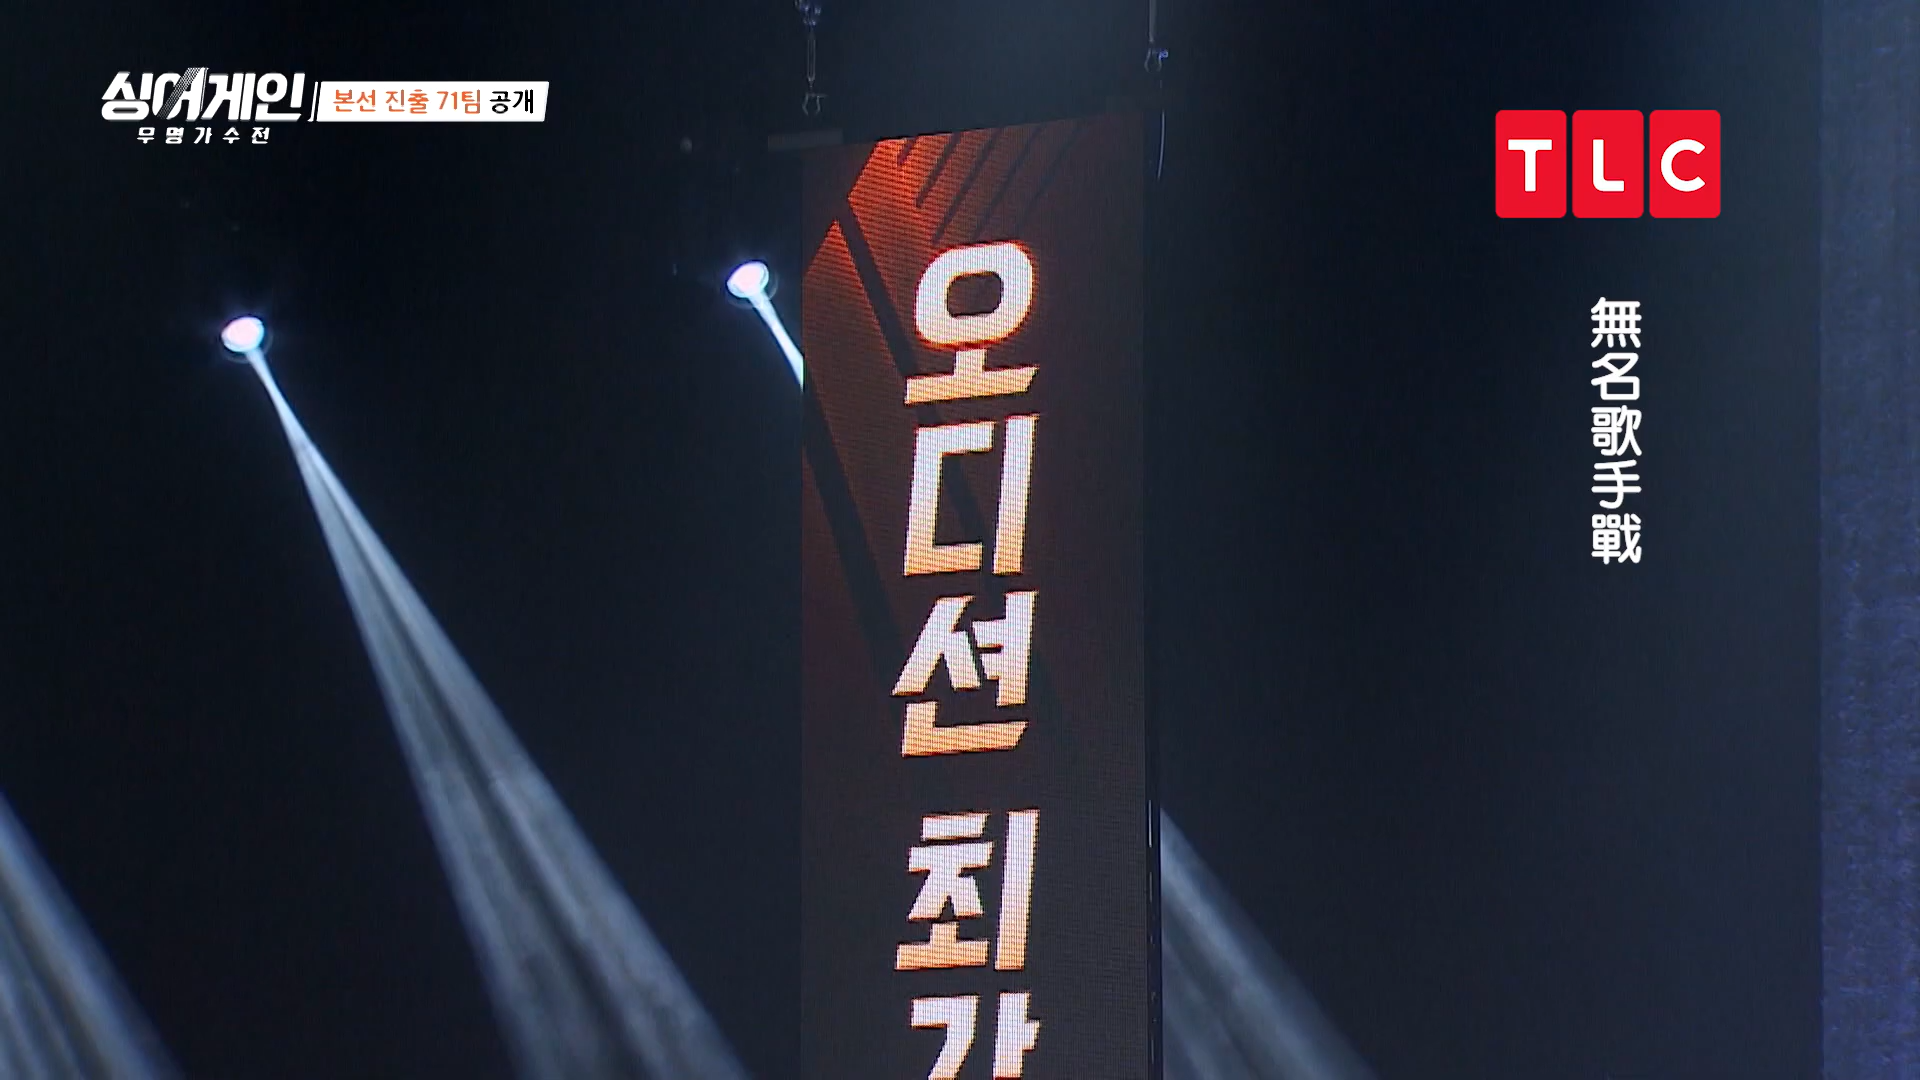 싱어게인
무명가수전
본선 진출 71팀 공개
TLC
無名歌手戰
오디션 최